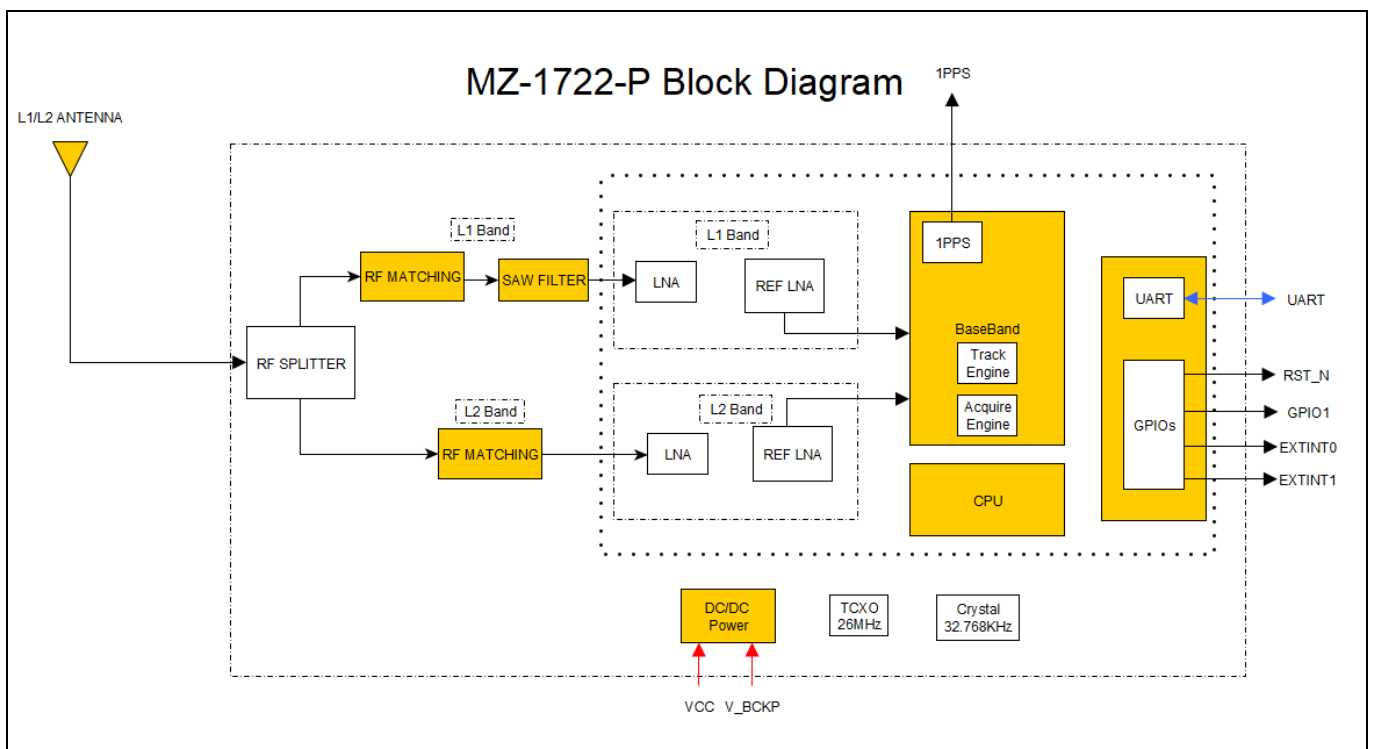 MZ-1722-P Block Diagram
1PPS
L1/L2 ANTENNA
L1 Band
RF MATCHING
SAW FILTER
L1 Band
LNA
REF LNA
1PPS
BaseBand
Track
Engine
Acquire
Engine
UART
UART
RF SPLITTER
L2 Band
RF MATCHING
L2 Band
LNA
REF LNA
CPU
GPIOs
RST_N
GPIO1
EXTINT0
EXTINT1
DC/DC
Power
TCXO
26MHz
Crystal
32.768KHz
VCC
V_BCKP